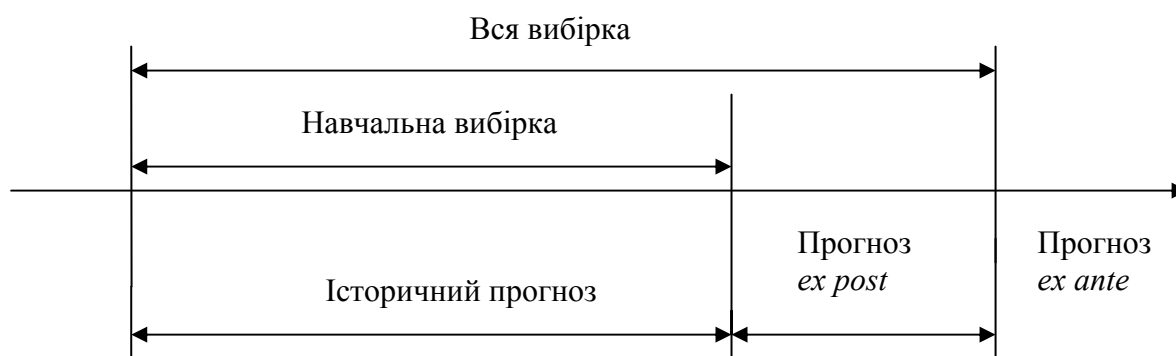 Вся вибірка
Навчальна вибірка
Прогноз
ex post
Прогноз
ex ante
Історичний прогноз